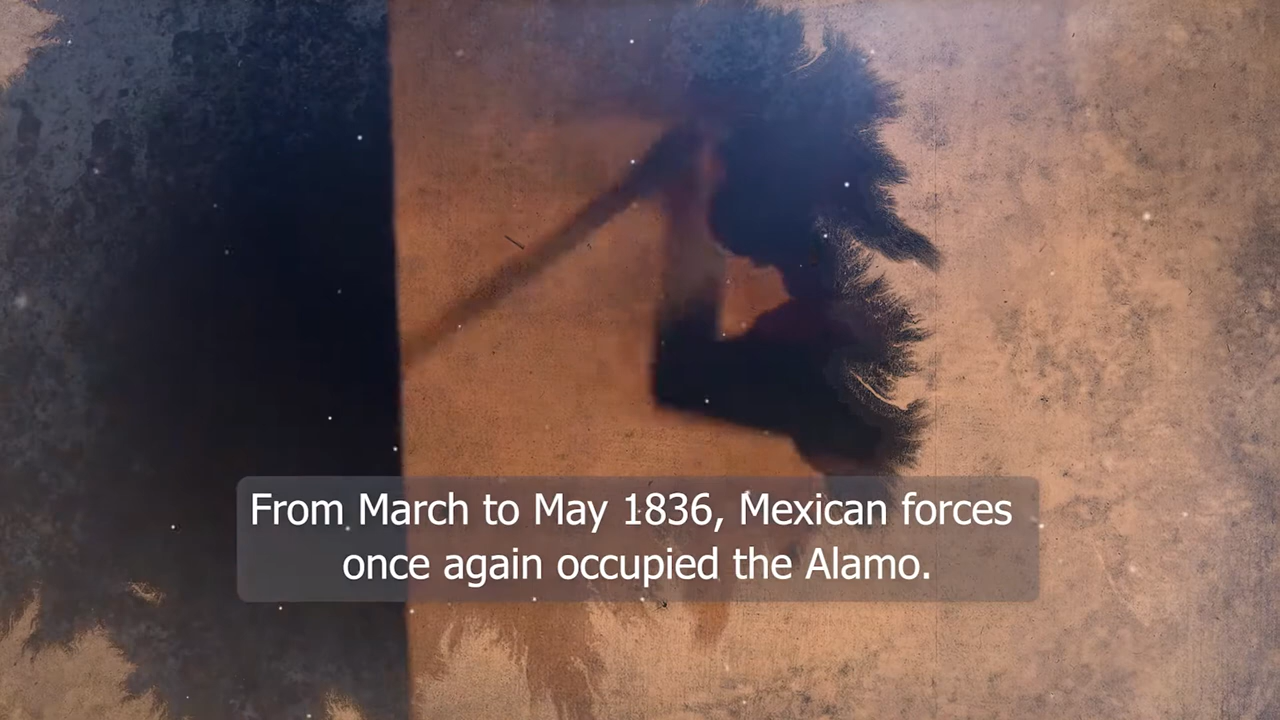 From March to May 1836, Mexican forces
once again occupied the Alamo.